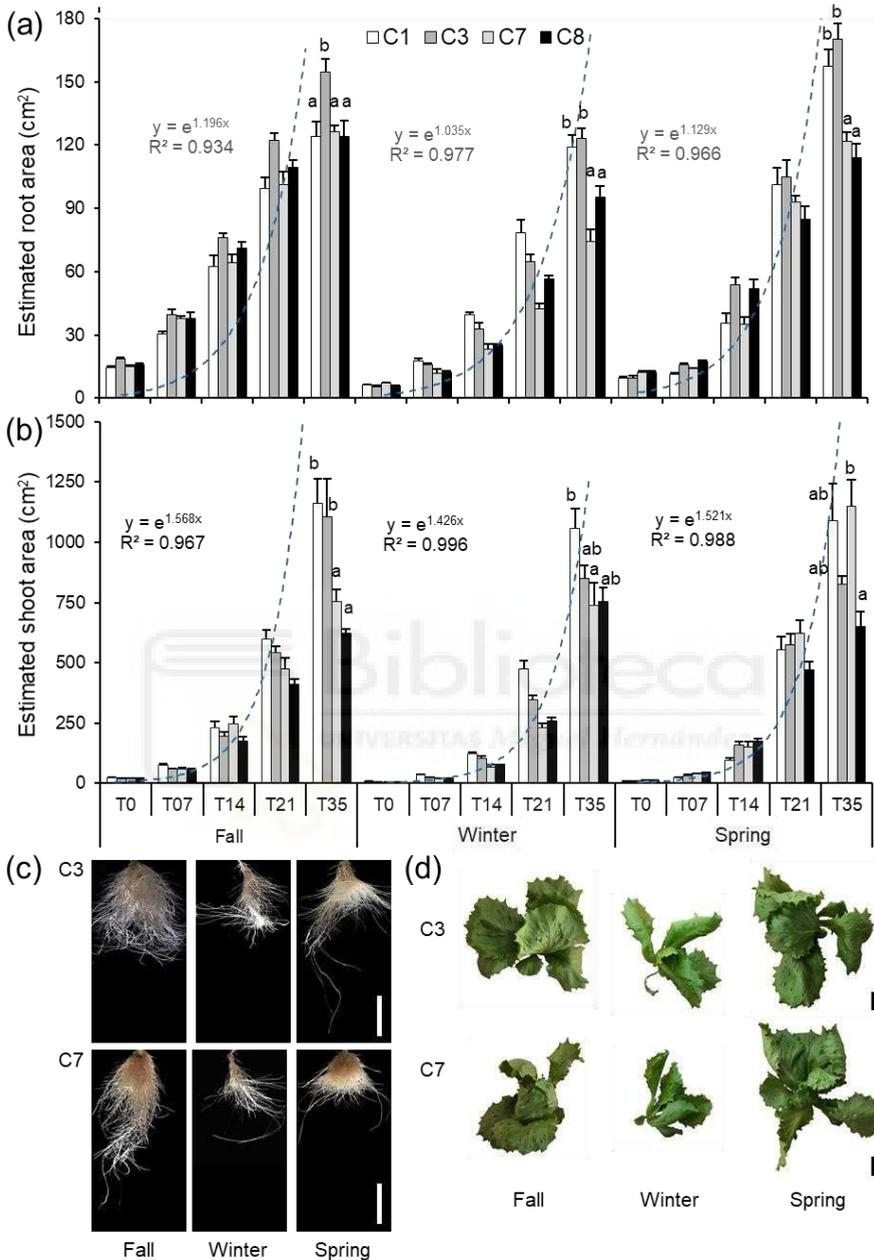 (a)
Estimated root area (cm²)
180
150
120
90
60
30
0
C1 C3 C7 C8
y = e^1.196x
R² = 0.934
y = e^1.035x
R² = 0.977
y = e^1.129x
R² = 0.966
a b a a
b b a a
b b a a
(b)
Estimated shoot area (cm²)
1500
1250
1000
750
500
250
0
y = e^1.568x
R² = 0.967
y = e^1.426x
R² = 0.996
y = e^1.521x
R² = 0.988
b b a a
b ab a ab
ab ab b a
Biblioteca
UNIVERSITAS Miguel Hernández
T0 T07 T14 T21 T35 T0 T07 T14 T21 T35 T0 T07 T14 T21 T35
Fall Winter Spring
(c)
C3
C7
Fall Winter Spring
(d)
C3
C7
Fall Winter Spring